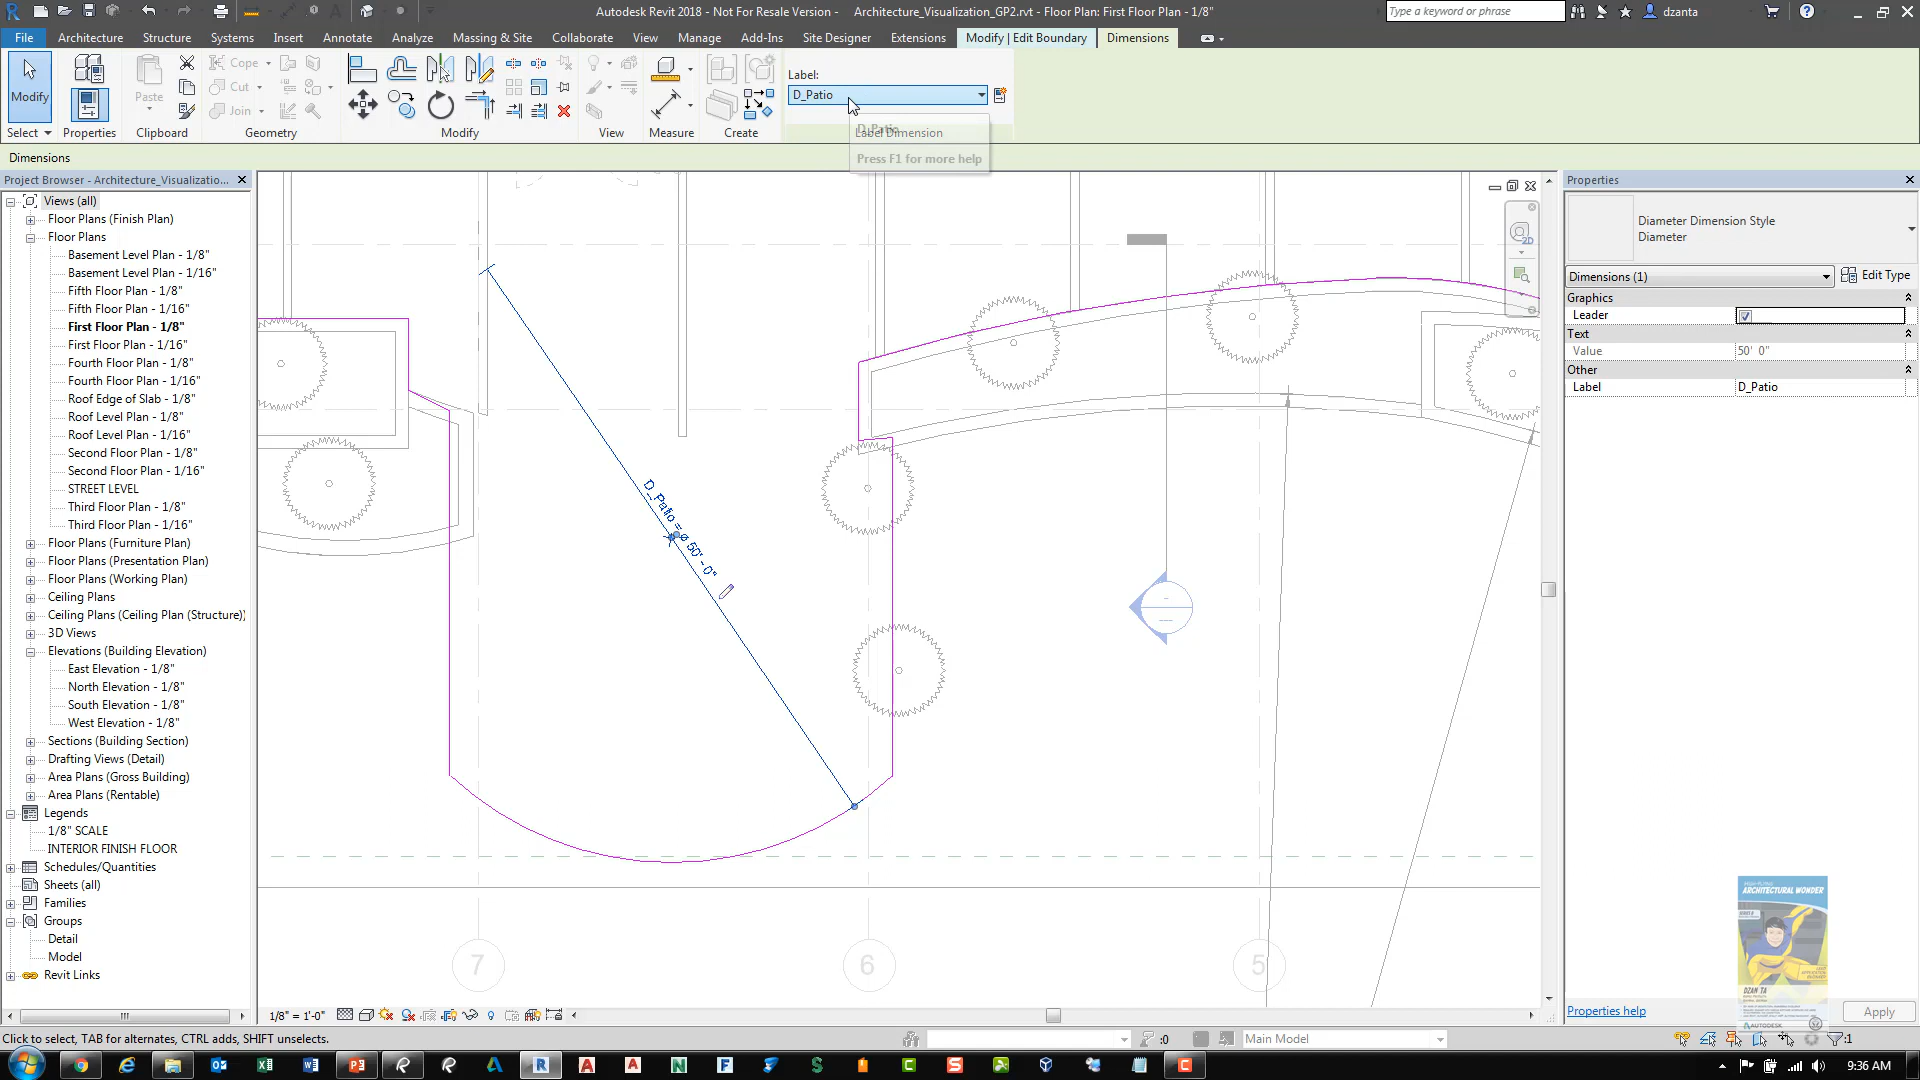 Autodesk Revit 2018 - Not For Resale Version - Architecture_Visualization_GP2.rvt - Floor Plan: First Floor Plan - 1/8"
Type a keyword or phrase
dzanta
File Architecture Structure Systems Insert Annotate Analyze Massing & Site Collaborate View Manage Add-Ins Site Designer Extensions Modify | Edit Boundary Dimensions
Modify
Paste
Cope
Cut
Join
Label:
D_Patio
Label Dimension
Press F1 for more help
Select Properties Clipboard Geometry Modify View Measure Create
Dimensions
Project Browser - Architecture_Visualizatio...
Views (all)
Floor Plans (Finish Plan)
Floor Plans
Basement Level Plan - 1/8"
Basement Level Plan - 1/16"
Fifth Floor Plan - 1/8"
Fifth Floor Plan - 1/16"
First Floor Plan - 1/8"
First Floor Plan - 1/16"
Fourth Floor Plan - 1/8"
Fourth Floor Plan - 1/16"
Roof Edge of Slab - 1/8"
Roof Level Plan - 1/8"
Roof Level Plan - 1/16"
Second Floor Plan - 1/8"
Second Floor Plan - 1/16"
STREET LEVEL
Third Floor Plan - 1/8"
Third Floor Plan - 1/16"
Floor Plans (Furniture Plan)
Floor Plans (Presentation Plan)
Floor Plans (Working Plan)
Ceiling Plans
Ceiling Plans (Ceiling Plan (Structure))
3D Views
Elevations (Building Elevation)
East Elevation - 1/8"
North Elevation - 1/8"
South Elevation - 1/8"
West Elevation - 1/8"
Sections (Building Section)
Drafting Views (Detail)
Area Plans (Gross Building)
Area Plans (Rentable)
Legends
1/8" SCALE
INTERIOR FINISH FLOOR
Schedules/Quantities
Sheets (all)
Families
Groups
Detail
Model
Revit Links
D_Patio = ø 50' - 0"
7
6
5
2D
Properties
Diameter Dimension Style
Diameter
Dimensions (1)
Edit Type
Graphics
Leader
Text
Value 50' 0"
Other
Label D_Patio
ARCHITECTURAL WONDER
DZAN TA
AUTODESK
Properties help
Apply
1/8" = 1'-0"
Click to select, TAB for alternates, CTRL adds, SHIFT unselects.
:0
Main Model
:1
9:36 AM